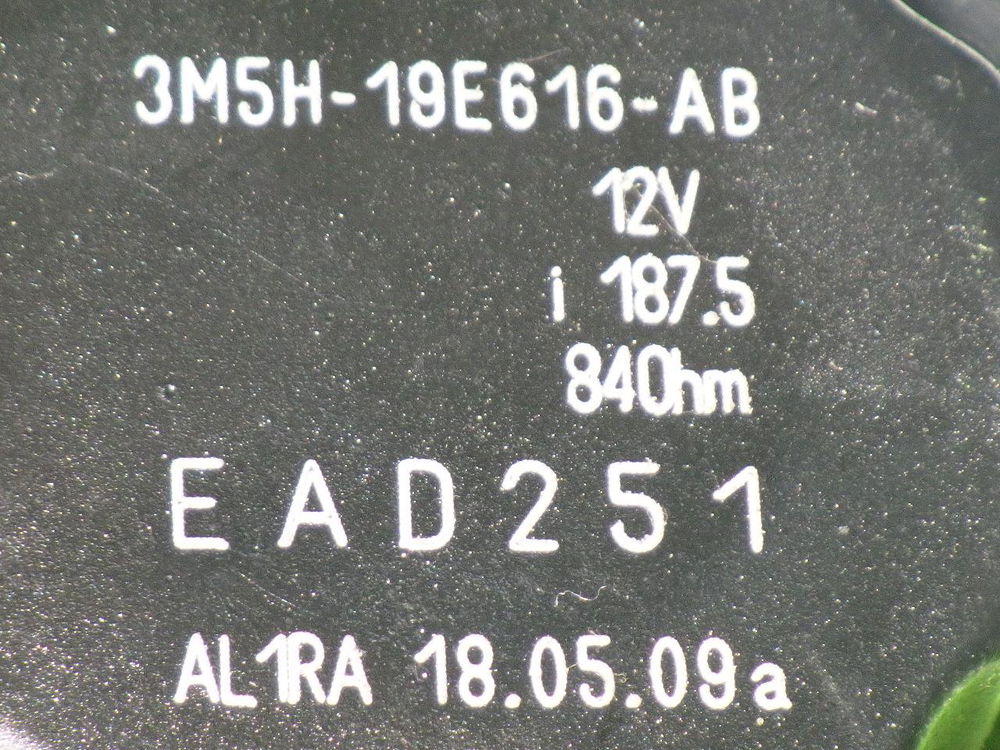 3M5H-19E616-AB
12V
i 187.5
84Ohm
EAD251
AL1RA 18.05.09a